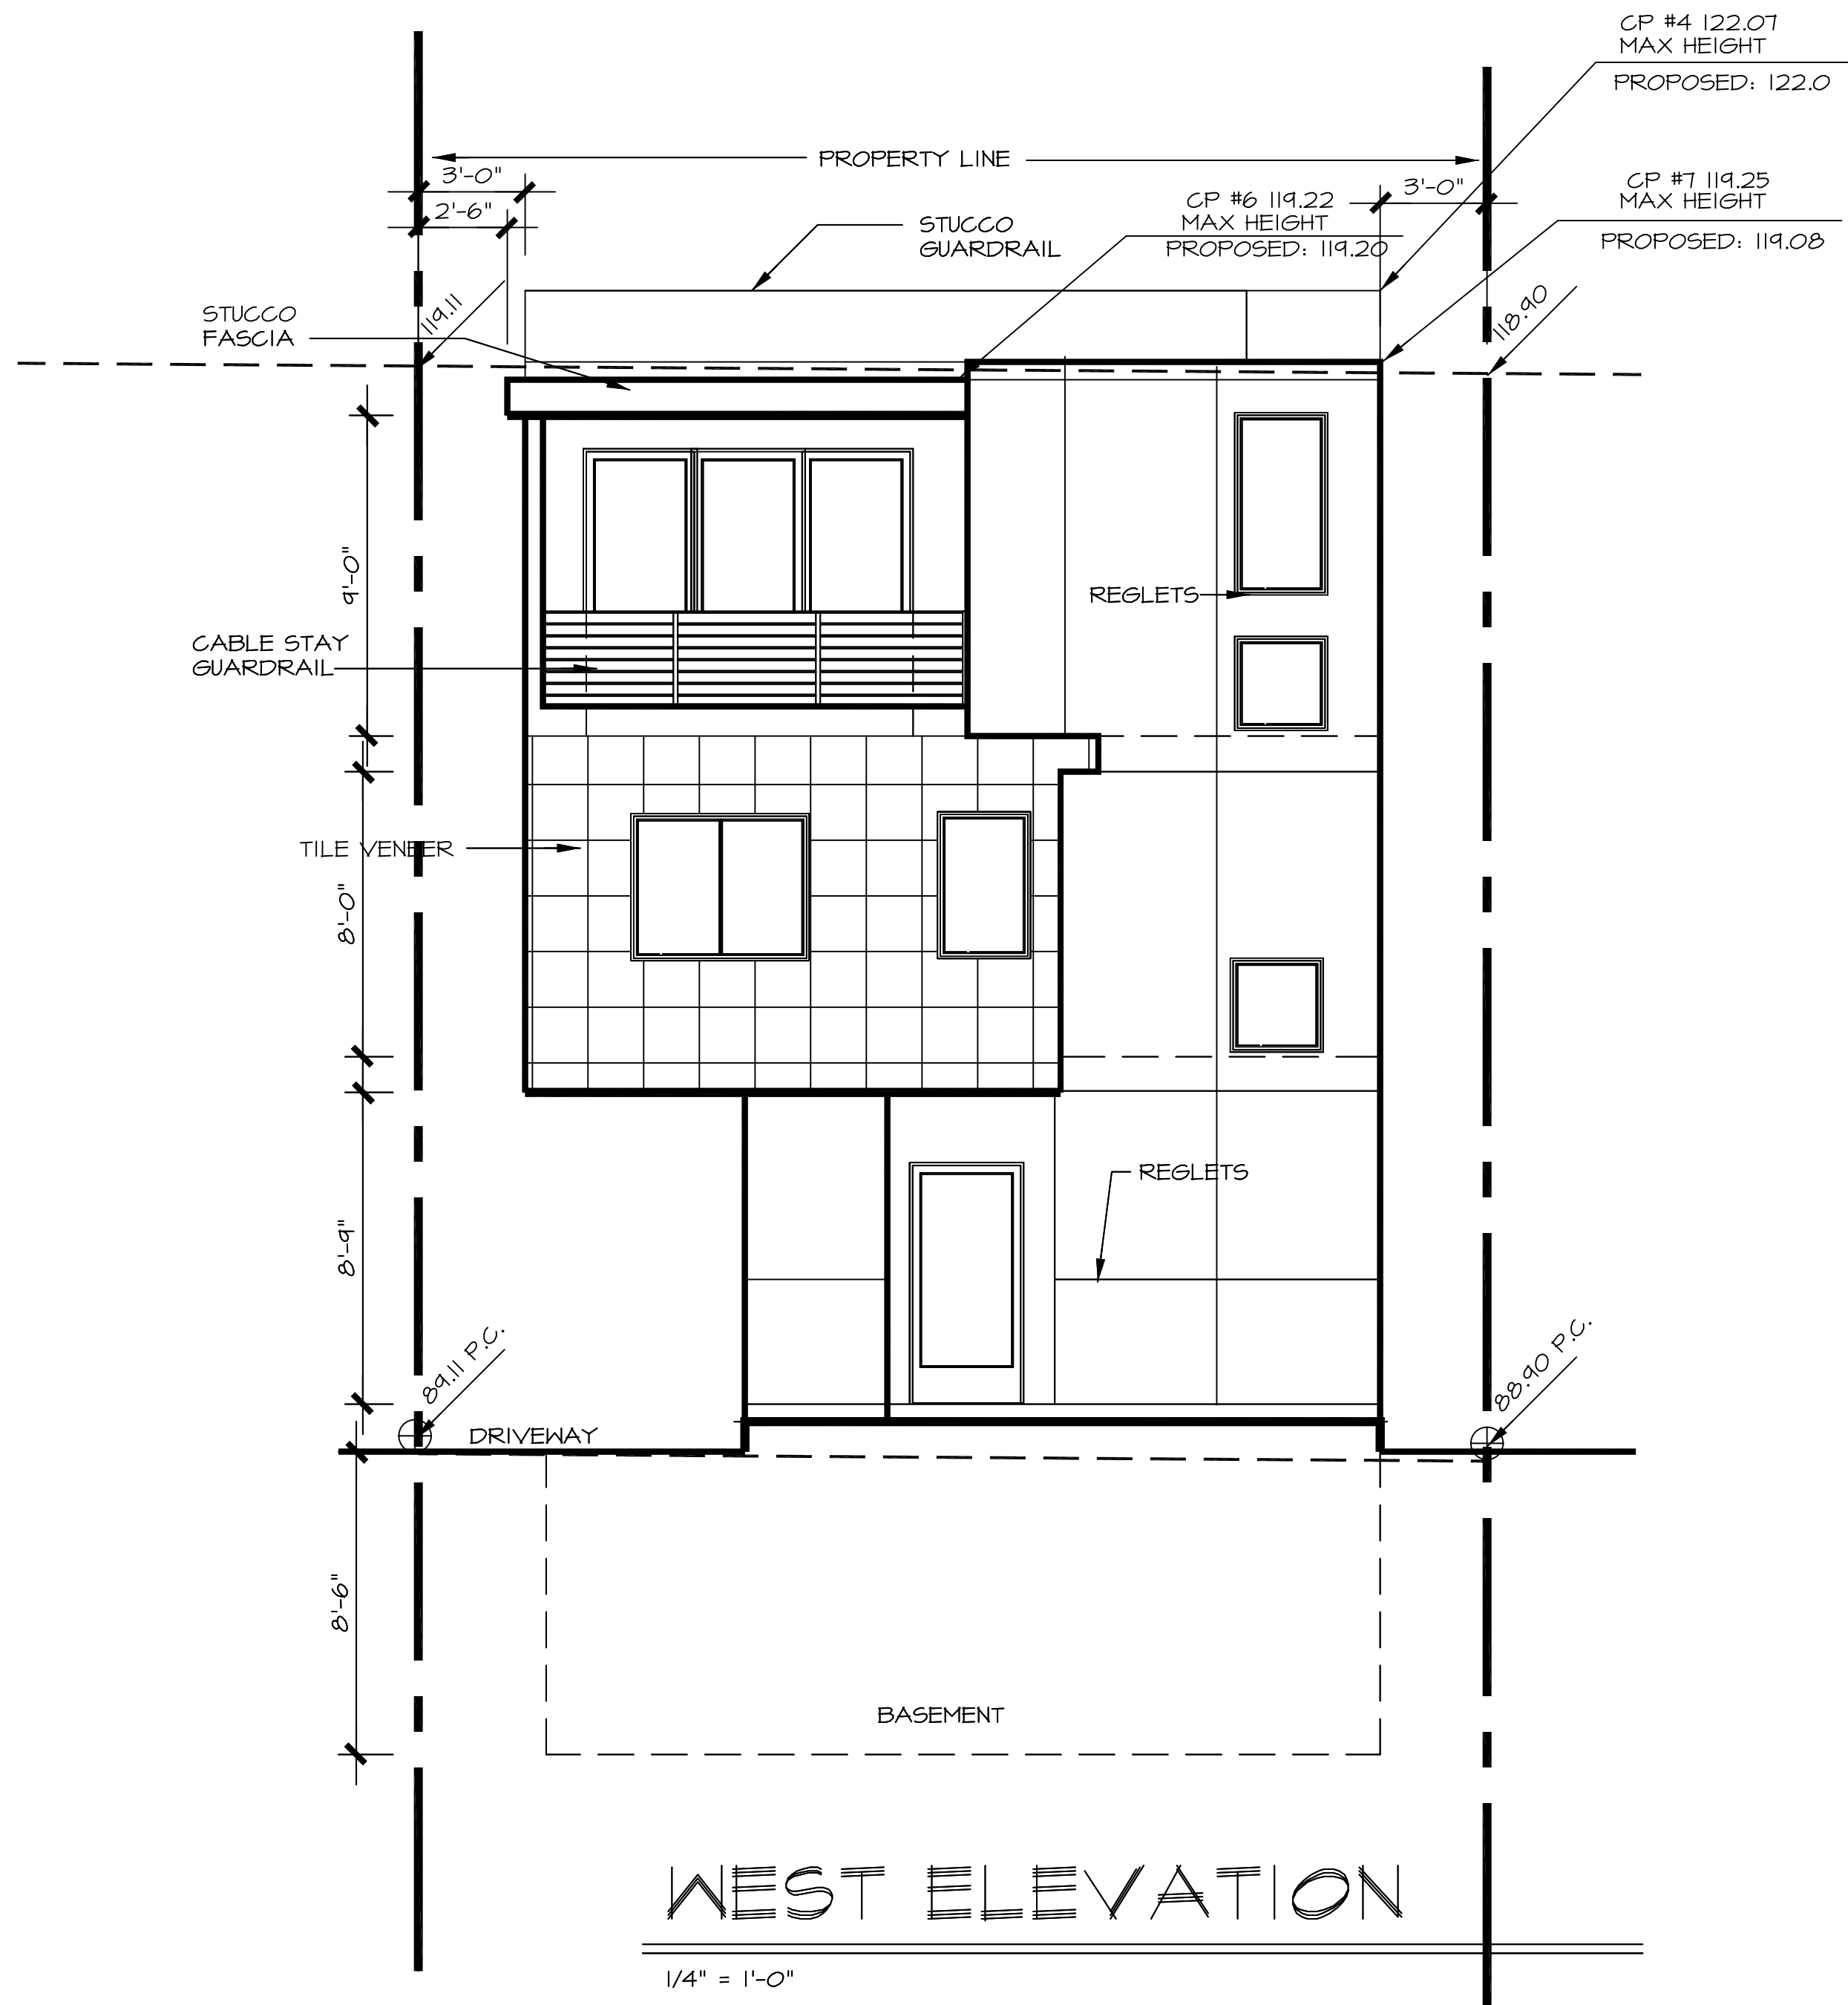 CP #4 122.07
MAX HEIGHT
PROPOSED: 122.0
PROPERTY LINE
3'-0"
2'-6"
STUCCO
GUARDRAIL
CP #6 119.22
MAX HEIGHT
PROPOSED: 119.20
3'-0"
CP #7 119.25
MAX HEIGHT
PROPOSED: 119.08
STUCCO
FASCIA
119.11
118.90
9'-0"
REGLETS
CABLE STAY
GUARDRAIL
TILE VENEER
8'-0"
REGLETS
8'-9"
89.11 P.C.
88.90 P.C.
DRIVEWAY
8'-6"
BASEMENT
WEST ELEVATION
1/4" = 1'-0"